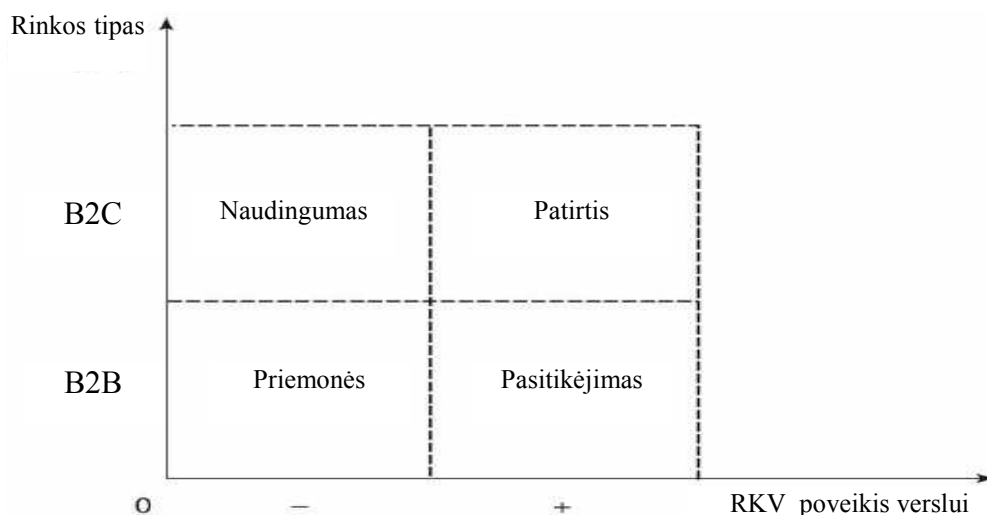 Rinkos tipas
B2C
Naudingumas
Patirtis
B2B
Priemonės
Pasitikėjimas
O
—
+
RKV poveikis verslui